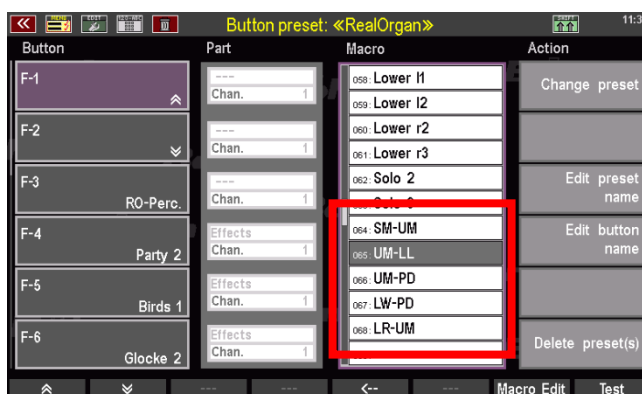 Button preset: «RealOrgan»
11:3
Button
Part
Macro
Action
F-1
---
Chan. 1
F-2
---
Chan. 1
F-3
RO-Perc.
---
Chan. 1
F-4
Party 2
Effects
Chan. 1
F-5
Birds 1
Effects
Chan. 1
F-6
Glocke 2
Effects
Chan. 1
058: Lower l1
059: Lower l2
060: Lower r2
061: Lower r3
062: Solo 2
064: SM-UM
065: UM-LL
066: UM-PD
067: LW-PD
068: LR-UM
Change preset
Edit preset
name
Edit button
name
Delete preset(s)
--- --- <-- --- Macro Edit Test